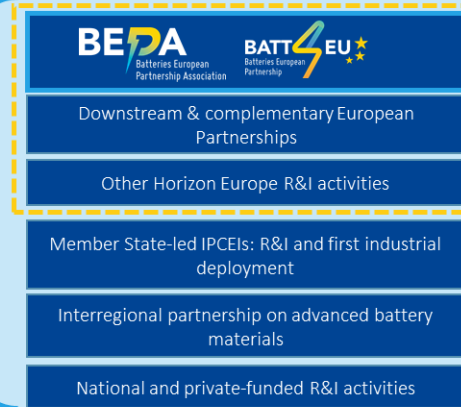 BEPA
Batteries European
Partnership Association
BATT4EU
Batteries European
Partnership
Downstream & complementary European
Partnerships
Other Horizon Europe R&I activities
Member State-led IPCEIs: R&I and first industrial
deployment
Interregional partnership on advanced battery
materials
National and private-funded R&I activities